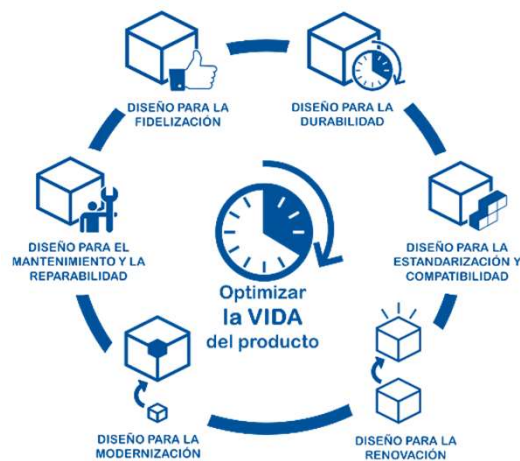 DISEÑO PARA LA
FIDELIZACIÓN
DISEÑO PARA LA
DURABILIDAD
DISEÑO PARA EL
MANTENIMIENTO Y LA
REPARABILIDAD
DISEÑO PARA LA
ESTANDARIZACIÓN Y
COMPATIBILIDAD
Optimizar
la VIDA
del producto
DISEÑO PARA LA
MODERNIZACIÓN
DISEÑO PARA LA
RENOVACIÓN